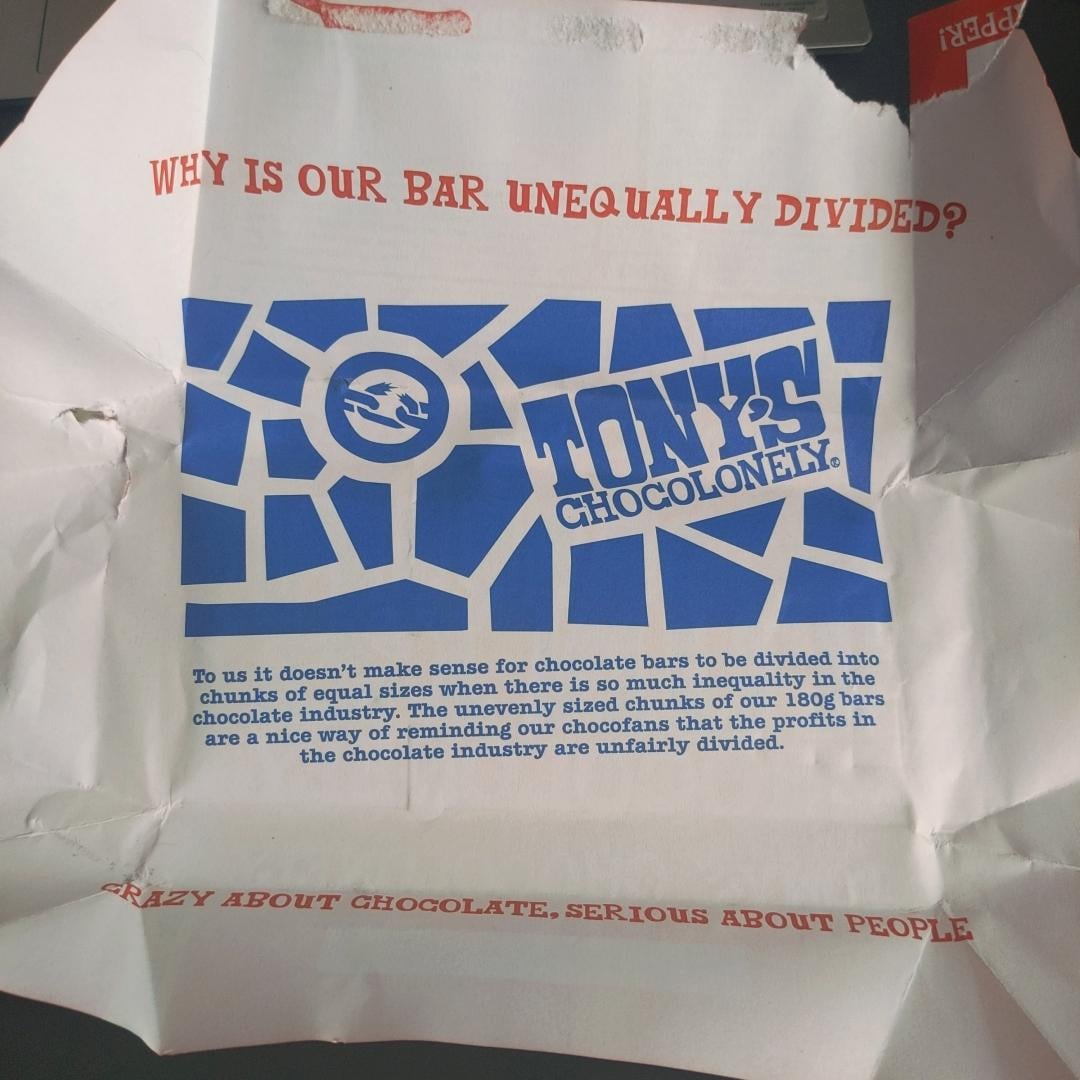 WHY IS OUR BAR UNEQUALLY DIVIDED?
TONY'S
CHOCOLONELY®
To us it doesn't make sense for chocolate bars to be divided into
chunks of equal sizes when there is so much inequality in the
chocolate industry. The unevenly sized chunks of our 180g bars
are a nice way of reminding our chocofans that the profits in
the chocolate industry are unfairly divided.
CRAZY ABOUT CHOCOLATE, SERIOUS ABOUT PEOPLE